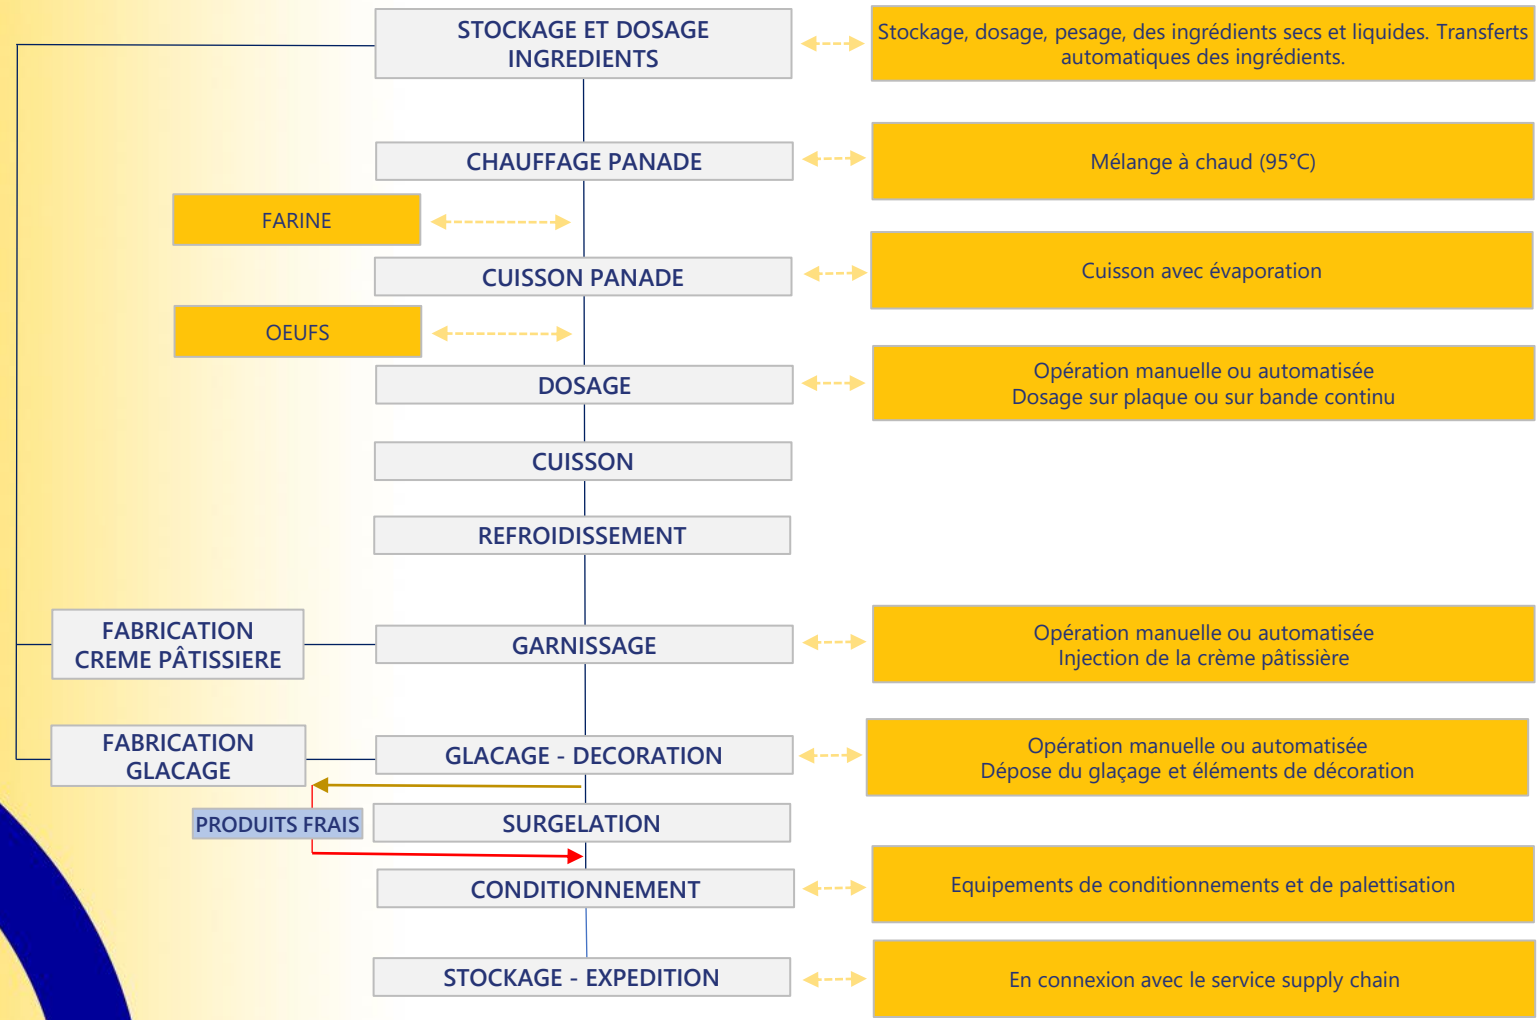 STOCKAGE ET DOSAGE
INGREDIENTS
Stockage, dosage, pesage, des ingrédients secs et liquides. Transferts
automatiques des ingrédients.
CHAUFFAGE PANADE
Mélange à chaud (95°C)
FARINE
CUISSON PANADE
Cuisson avec évaporation
OEUFS
DOSAGE
Opération manuelle ou automatisée
Dosage sur plaque ou sur bande continu
CUISSON
REFROIDISSEMENT
FABRICATION
CREME PÂTISSIERE
GARNISSAGE
Opération manuelle ou automatisée
Injection de la crème pâtissière
FABRICATION
GLACAGE
GLACAGE - DECORATION
Opération manuelle ou automatisée
Dépose du glaçage et éléments de décoration
PRODUITS FRAIS
SURGELATION
CONDITIONNEMENT
Equipements de conditionnements et de palettisation
STOCKAGE - EXPEDITION
En connexion avec le service supply chain